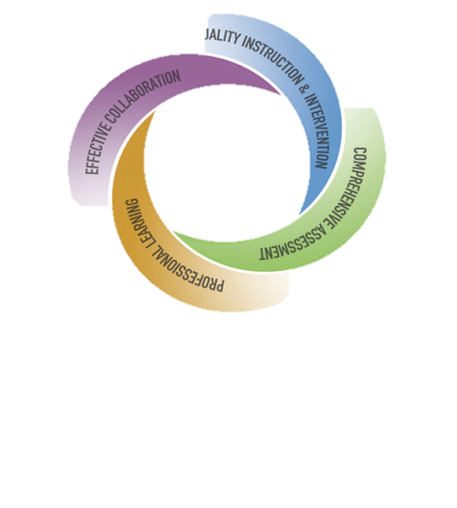 UALITY INSTRUCTION & INTERVENTION
COMPREHENSIVE ASSESSMENT
PROFESSIONAL LEARNING
EFFECTIVE COLLABORATION